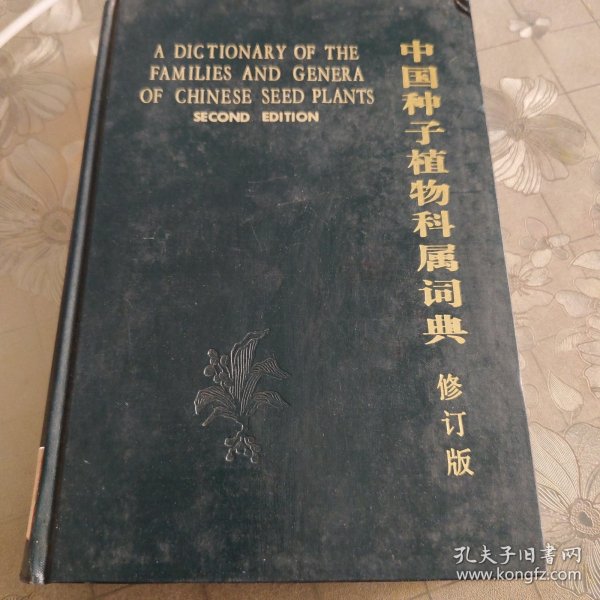 A DICTIONARY OF THE
FAMILIES AND GENERA
OF CHINESE SEED PLANTS
SECOND EDITION
中国种子植物科属词典
修订版
孔夫子旧书网
www.kongfz.com